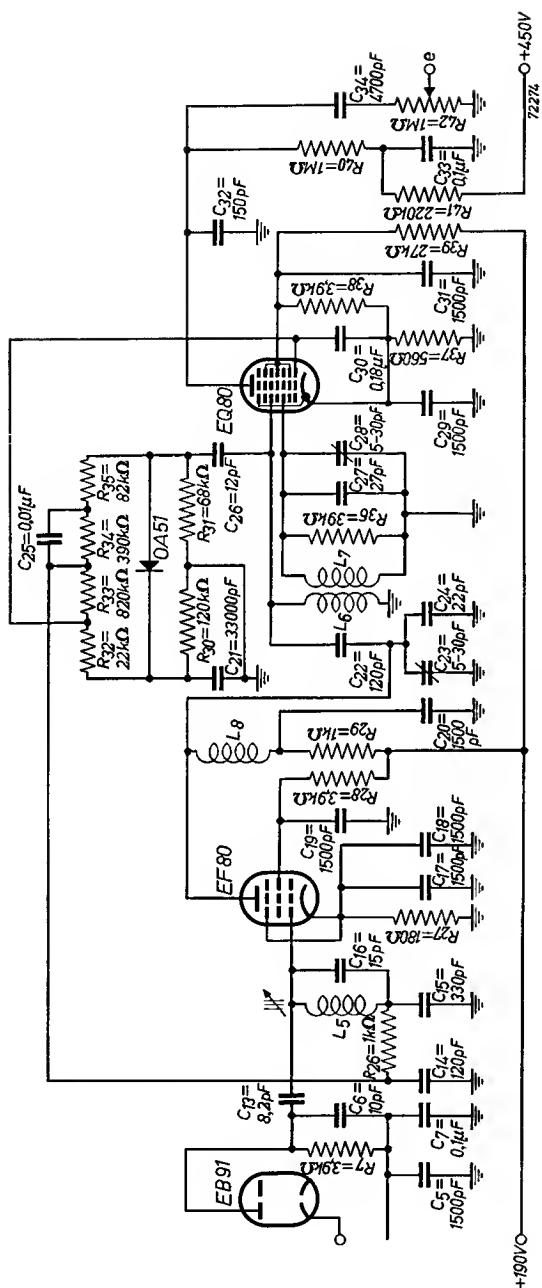 EB91
R7=3,9kΩ
C5=
1500pF
C6=
10pF
C7=
0,1µF
C13=
8,2pF
C14=
120pF
C15=
330pF
R26=1kΩ
L5
C16=
15pF
EF80
R27=180Ω
C17=
1500pF
C18=
1500pF
C19=
1500pF
R28=3,9kΩ
R29=1kΩ
C20=
1500
pF
L8
C25=0,01µF
R32=
22kΩ
R33=
820kΩ
R34=
390kΩ
R35=
82kΩ
OA51
R30=120kΩ
C21=33000pF
R31=68kΩ
C26=12pF
C22=
120pF
C23=
5-30pF
C24=
22pF
L6
L7
R36=39kΩ
C27=
27pF
C28=
5-30pF
EQ80
C29=
1500pF
C30=
0,18µF
R37=560Ω
R38=3,9kΩ
C31=
1500pF
R39=27kΩ
R41=220kΩ
C32=
150pF
R40=1MΩ
C33=
0,1µF
C34=
4700pF
R42=1MΩ
e
+190V
+450V
72274